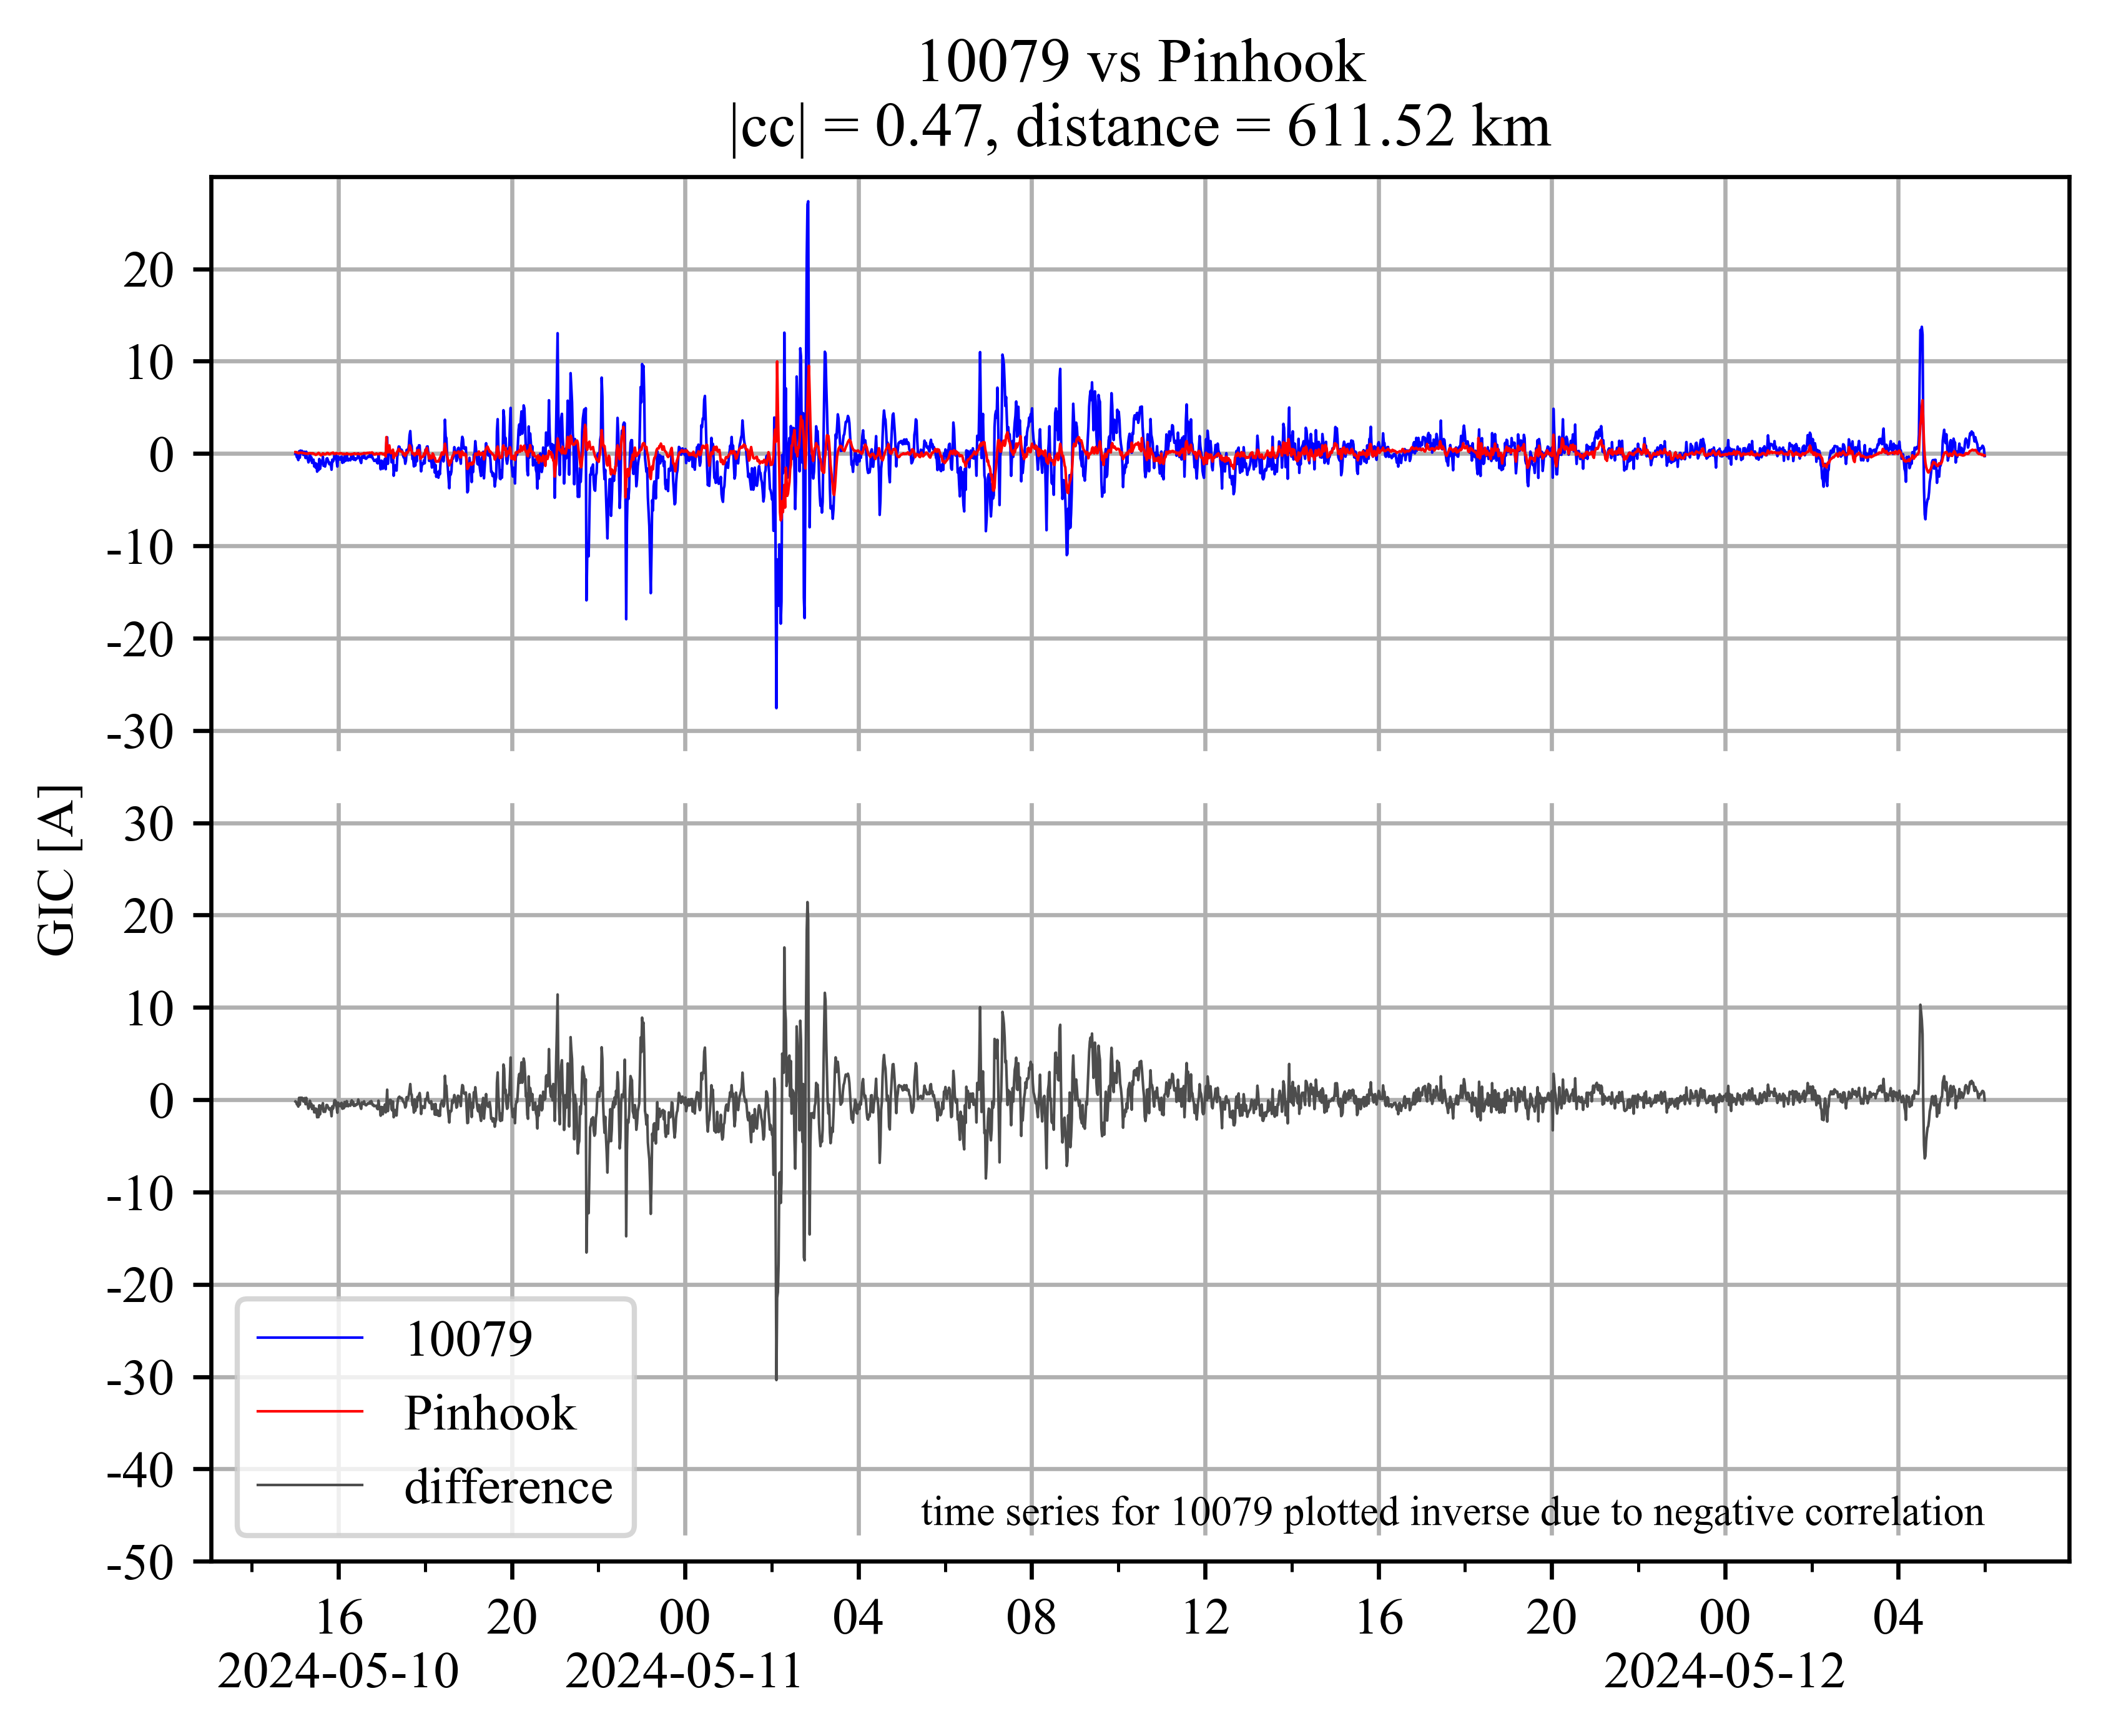 10079 vs Pinhook
|cc| = 0.47, distance = 611.52 km
20
10
0
-10
-20
-30
GIC [A]
30
20
10
0
-10
-20
-30
-40
-50
10079
Pinhook
difference
time series for 10079 plotted inverse due to negative correlation
16 20 00 04 08 12 16 20 00 04
2024-05-10 2024-05-11 2024-05-12